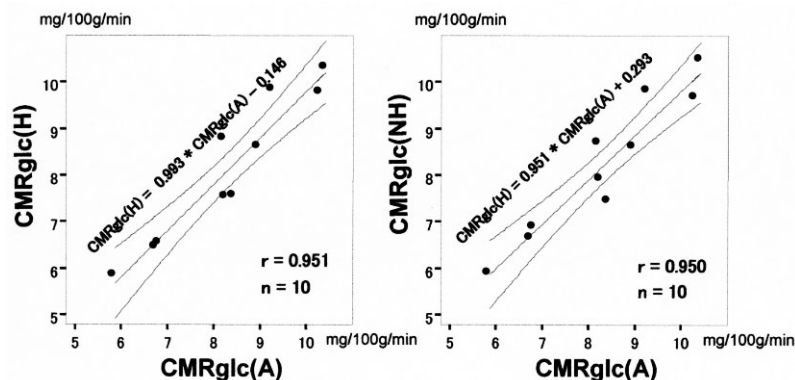 mg/100g/min
CMRglc(H)
10
9
8
7
6
5
CMRglc(H) = 0.993 * CMRglc(A) − 0.146
r = 0.951
n = 10
5 6 7 8 9 10
mg/100g/min
CMRglc(A)
mg/100g/min
CMRglc(NH)
10
9
8
7
6
5
CMRglc(H) = 0.951 * CMRglc(A) + 0.293
r = 0.950
n = 10
5 6 7 8 9 10
mg/100g/min
CMRglc(A)